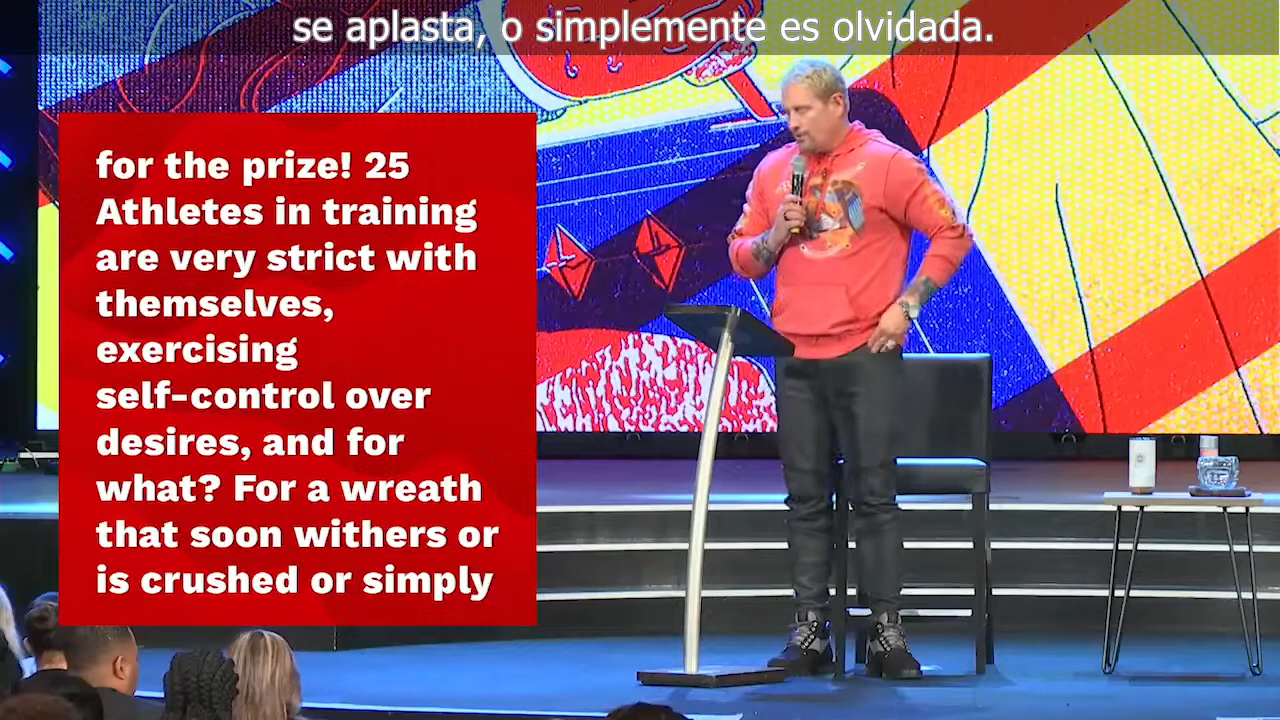 se aplasta, o simplemente es olvidada.
for the prize! 25
Athletes in training
are very strict with
themselves,
exercising
self-control over
desires, and for
what? For a wreath
that soon withers or
is crushed or simply